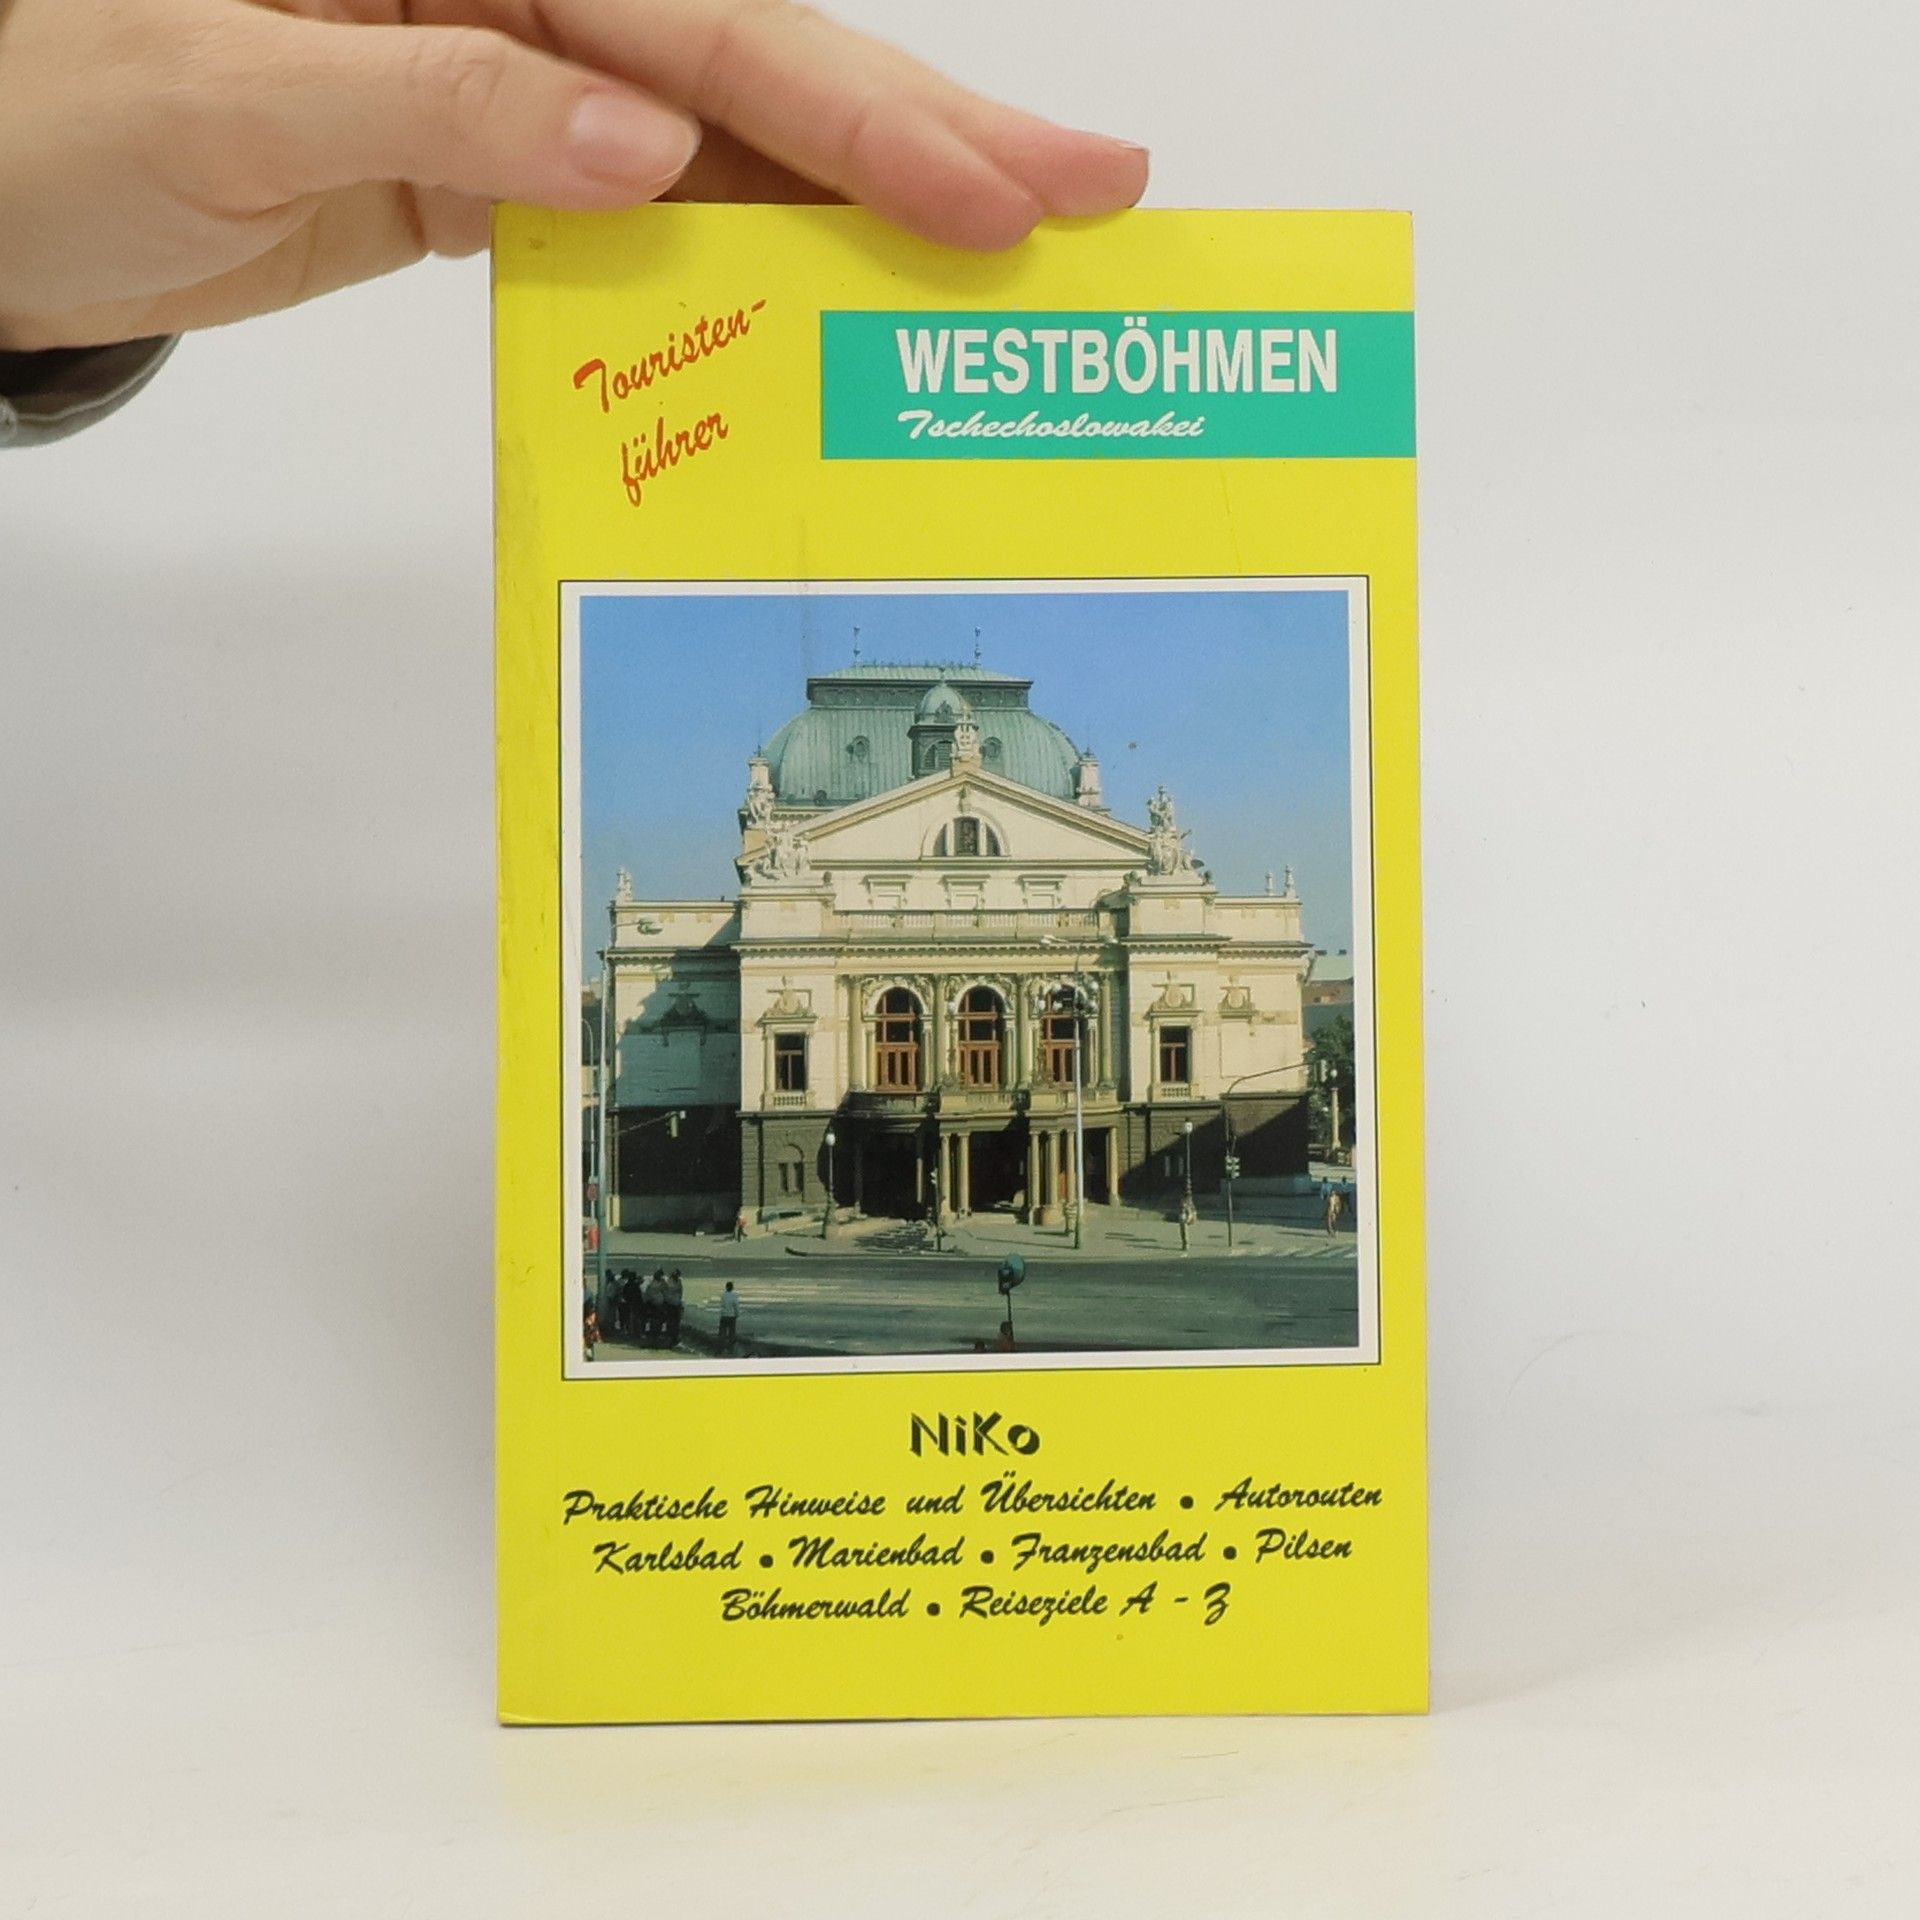 Touristen-
führer
WESTBÖHMEN
Tschechoslowakei
NiKo
Praktische Hinweise und Übersichten • Autorouten
Karlsbad • Marienbad • Franzensbad • Pilsen
Böhmerwald • Reiseziele A - Z